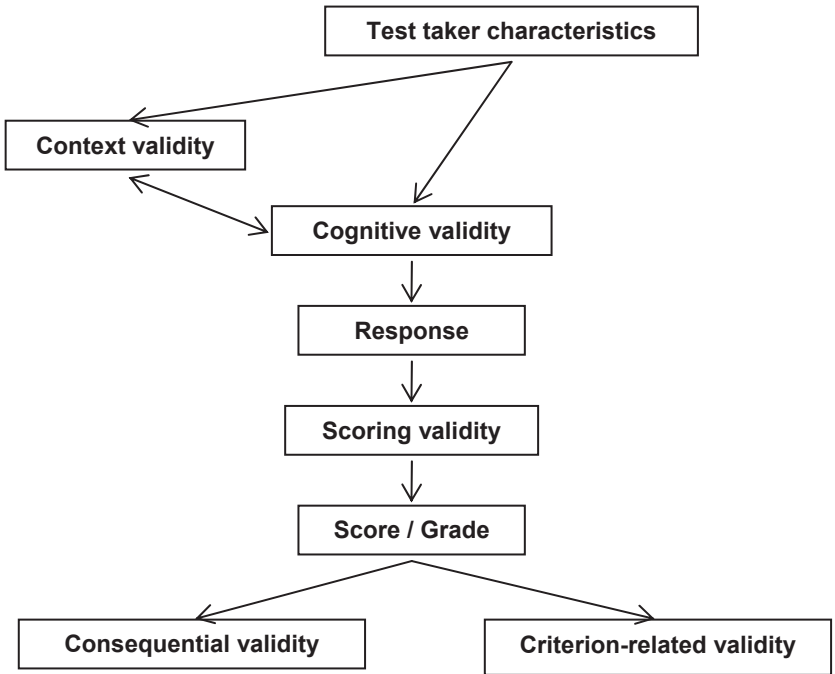 Test taker characteristics
Context validity
Cognitive validity
Response
Scoring validity
Score / Grade
Consequential validity
Criterion-related validity